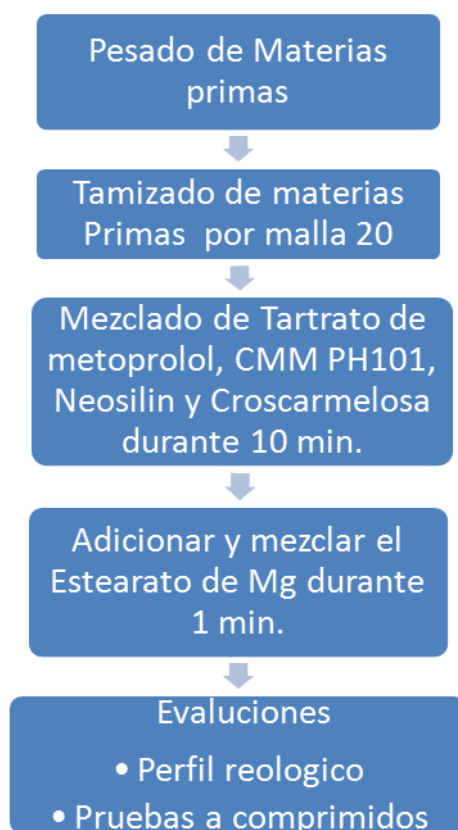 Pesado de Materias
primas
Tamizado de materias
Primas por malla 20
Mezclado de Tartrato de
metoprolol, CMM PH101,
Neosilin y Croscarmelosa
durante 10 min.
Adicionar y mezclar el
Estearato de Mg durante
1 min.
Evaluciones
• Perfil reologico
• Pruebas a comprimidos